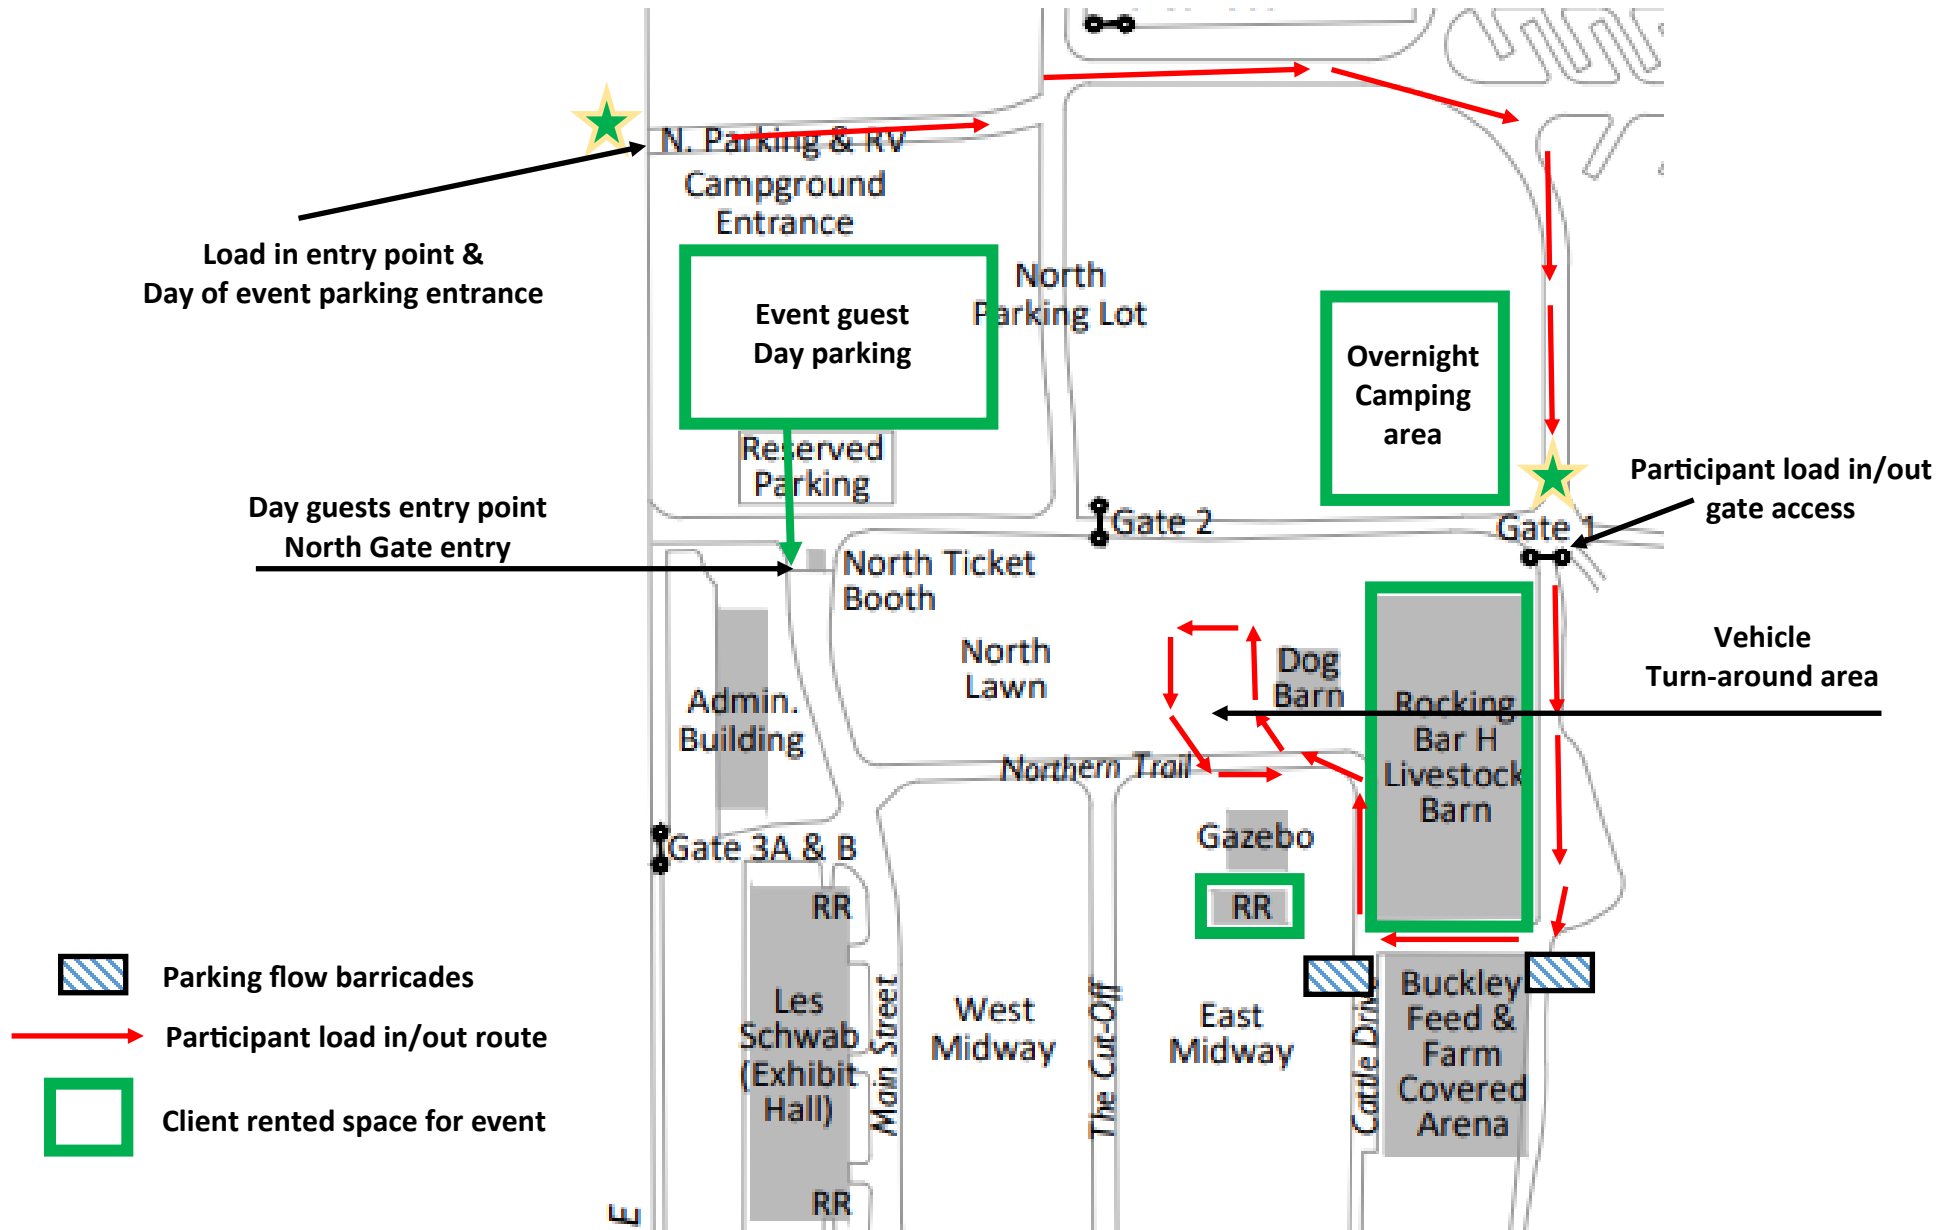 N. Parking & RV
Campground
Entrance
Load in entry point &
Day of event parking entrance
North
Parking Lot
Event guest
Day parking
Overnight
Camping
area
Reserved
Parking
Participant load in/out
gate access
Day guests entry point
North Gate entry
Gate 2
Gate 1
North Ticket
Booth
Vehicle
Turn-around area
North
Lawn
Dog
Barn
Admin.
Building
Rocking
Bar H
Livestock
Barn
Northern Trail
Gazebo
Gate 3A & B
RR
RR
Parking flow barricades
Participant load in/out route
Client rented space for event
Les
Schwab
(Exhibit
Hall)
Main Street
West
Midway
The Cut-Off
East
Midway
Cattle Drive
Buckley
Feed &
Farm
Covered
Arena
RR
E